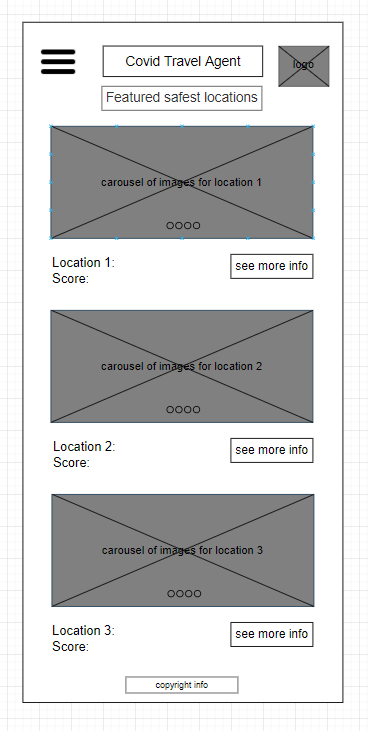 Covid Travel Agent
logo
Featured safest locations
carousel of images for location 1
Location 1:
see more info
Score:
carousel of images for location 2
Location 2:
see more info
Score:
carousel of images for location 3
Location 3:
see more info
Score:
copyright info